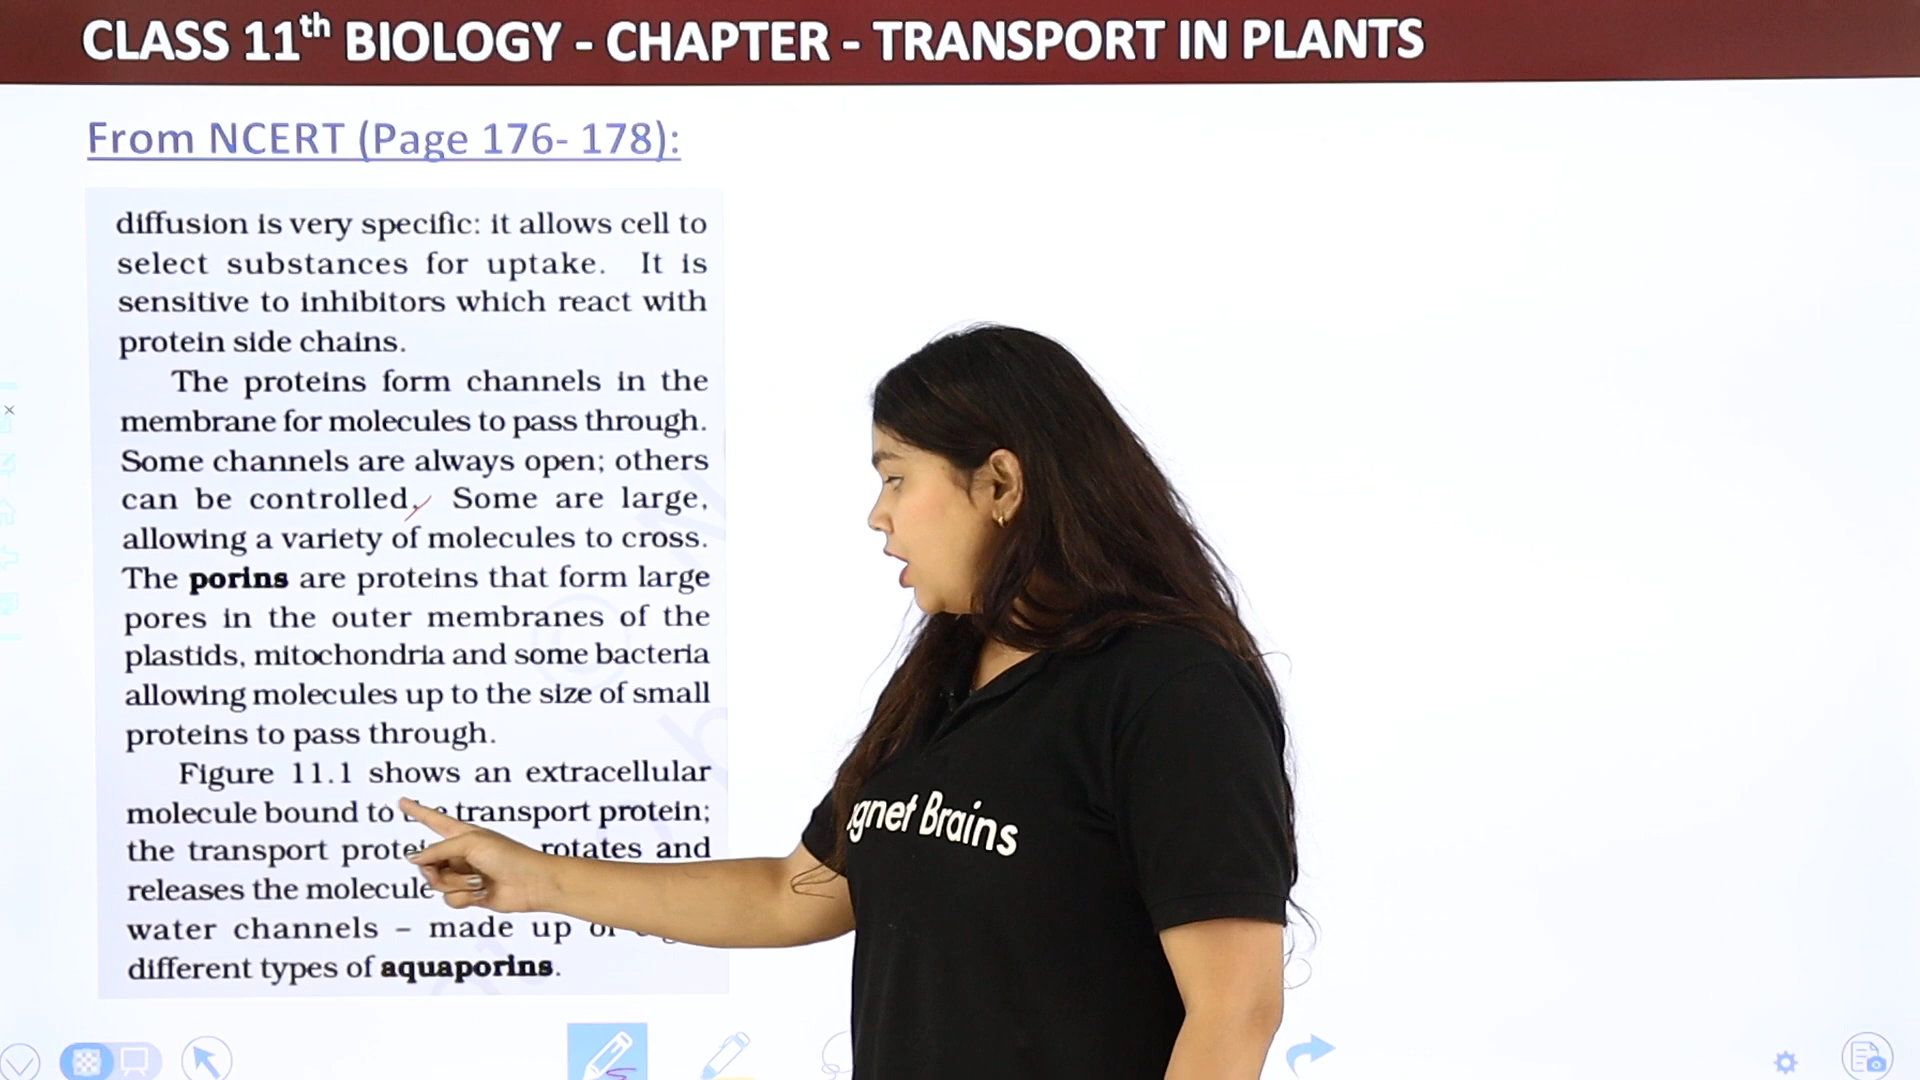 CLASS 11th BIOLOGY - CHAPTER - TRANSPORT IN PLANTS
From NCERT (Page 176- 178):
diffusion is very specific: it allows cell to
select substances for uptake. It is
sensitive to inhibitors which react with
protein side chains.
The proteins form channels in the
membrane for molecules to pass through.
Some channels are always open; others
can be controlled. Some are large,
allowing a variety of molecules to cross.
The porins are proteins that form large
pores in the outer membranes of the
plastids, mitochondria and some bacteria
allowing molecules up to the size of small
proteins to pass through.
Figure 11.1 shows an extracellular
molecule bound to the transport protein;
the transport rotates and
releases the molecule
water channels – made up of
different types of aquaporins.
gnet Brains